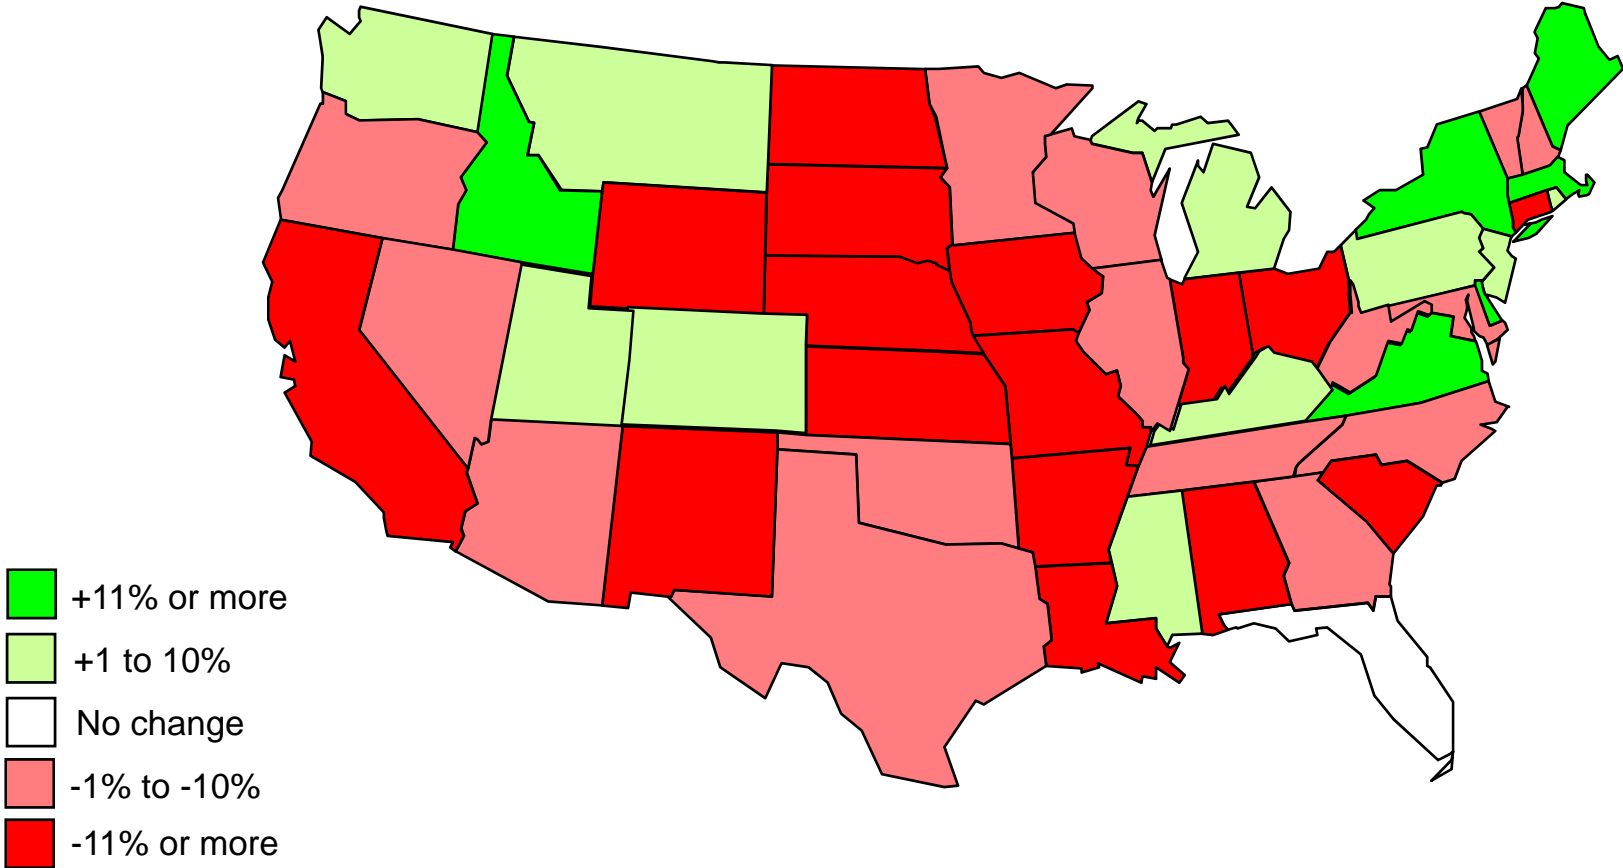 +11% or more
+1 to 10%
No change
-1% to -10%
-11% or more